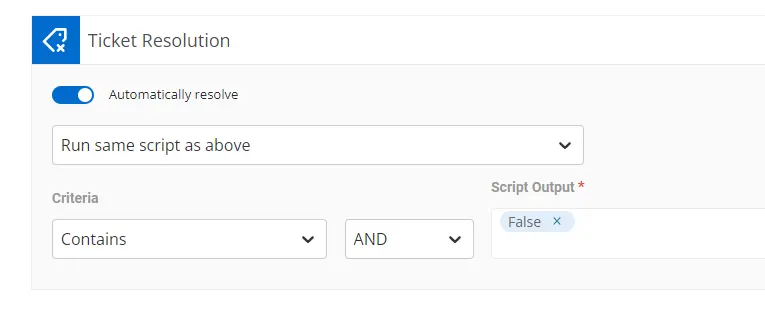 Ticket Resolution
Automatically resolve
Run same script as above
Criteria
Script Output *
Contains
AND
False ×